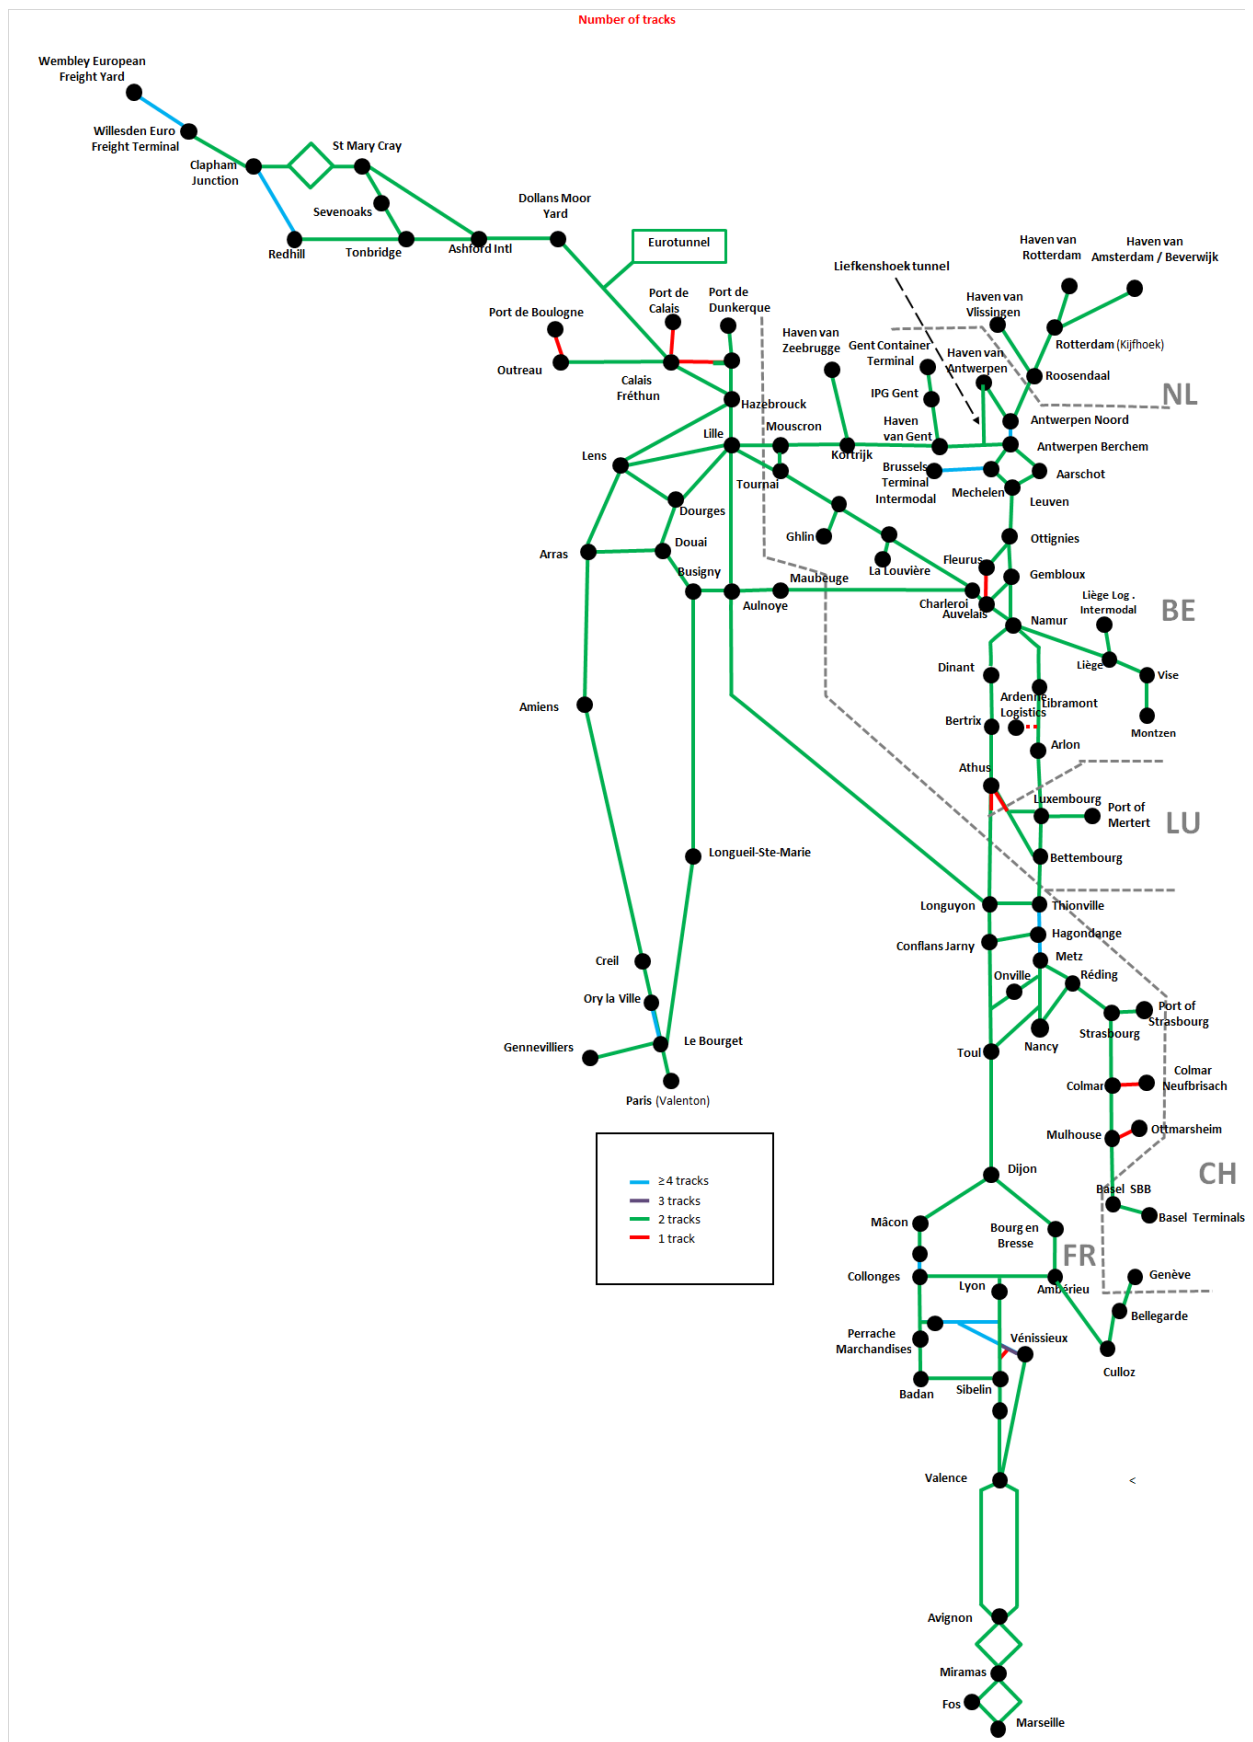 Number of tracks
Wembley European
Freight Yard
Willesden Euro
Freight Terminal
Clapham
Junction
St Mary Cray
Sevenoaks
Redhill
Tonbridge
Ashford Intl
Dollans Moor
Yard
Eurotunnel
Port de Boulogne
Outreau
Port de
Calais
Calais
Fréthun
Port de
Dunkerque
Hazebrouck
Haven van
Zeebrugge
Liefkenshoek tunnel
Gent Container
Terminal
IPG Gent
Haven
van Gent
Haven van
Antwerpen
Haven van
Vlissingen
Haven van
Rotterdam
Haven van
Amsterdam / Beverwijk
Rotterdam (Kijfhoek)
Roosendaal
NL
Antwerpen Noord
Antwerpen Berchem
Lille
Mouscron
Kortrijk
Lens
Tournai
Brussels
Terminal
Intermodal
Mechelen
Aarschot
Leuven
Dourges
Douai
Arras
Ghlin
La Louvière
Ottignies
Fleurus
Gembloux
Busigny
Aulnoye
Maubeuge
Charleroi
Auvelais
Namur
Liège Log .
Intermodal
BE
Liège
Vise
Montzen
Dinant
Ardenne
Logistics
Libramont
Bertrix
Arlon
Amiens
Athus
Luxembourg
Port of
Mertert
LU
Bettembourg
Longueil-Ste-Marie
Longuyon
Thionville
Conflans Jarny
Hagondange
Metz
Creil
Onville
Réding
Ory la Ville
Port of
Strasbourg
Strasbourg
Gennevilliers
Le Bourget
Nancy
Toul
Paris (Valenton)
Colmar
Colmar
Neufbrisach
Mulhouse
Ottmarsheim
≥4 tracks
3 tracks
2 tracks
1 track
Dijon
CH
Basel SBB
Basel Terminals
Mâcon
Bourg en
Bresse
FR
Collonges
Lyon
Ambérieu
Genève
Bellegarde
Perrache
Marchandises
Vénissieux
Culloz
Badan
Sibelin
Valence
<
Avignon
Miramas
Fos
Marseille